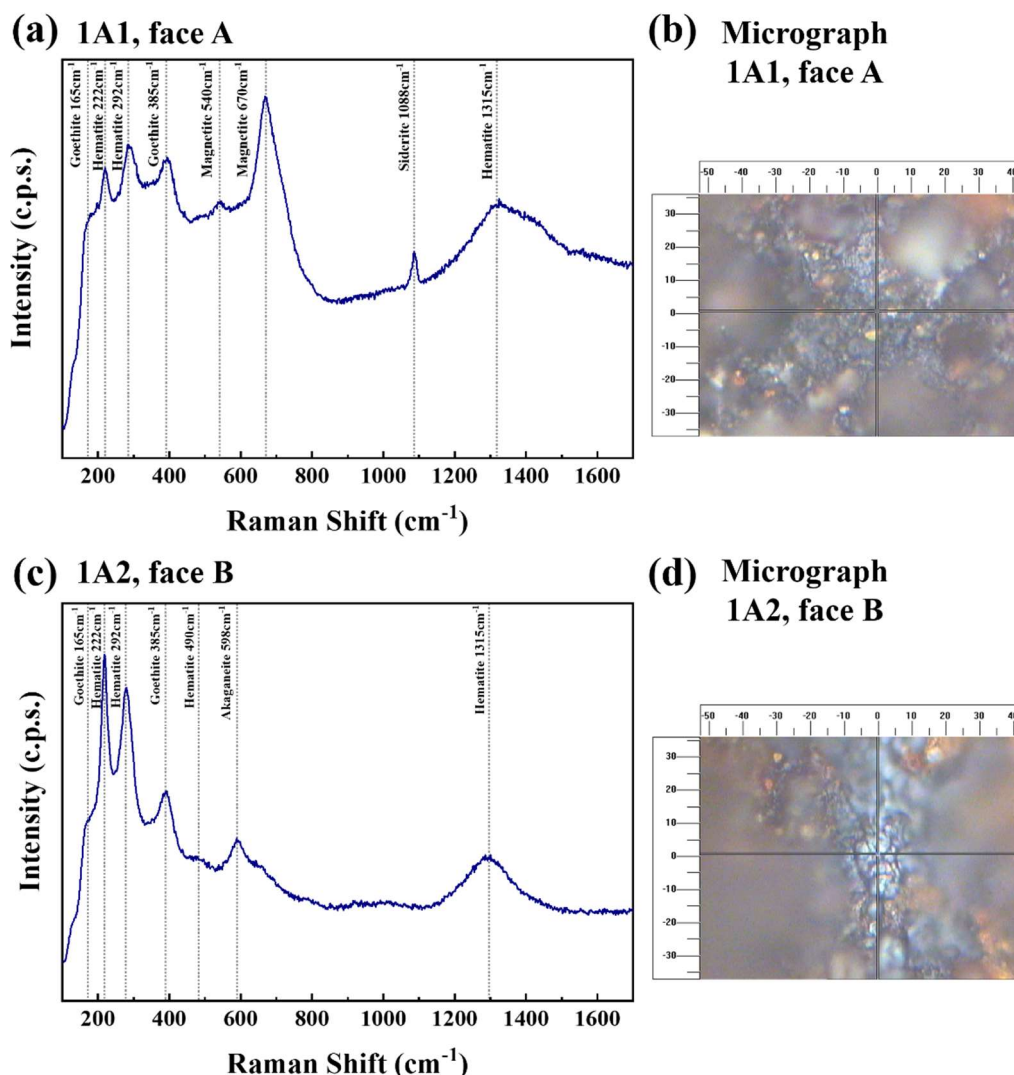 (a) 1A1, face A
Goethite 165cm⁻¹
Hematite 222cm⁻¹
Hematite 292cm⁻¹
Goethite 385cm⁻¹
Magnetite 540cm⁻¹
Magnetite 670cm⁻¹
Siderite 1088cm⁻¹
Hematite 1315cm⁻¹
Intensity (c.p.s.)
200 400 600 800 1000 1200 1400 1600
Raman Shift (cm⁻¹)
(b) Micrograph
1A1, face A
-50 -40 -30 -20 -10 0 10 20 30 40
30
20
10
0
-10
-20
-30
(c) 1A2, face B
Goethite 165cm⁻¹
Hematite 222cm⁻¹
Hematite 292cm⁻¹
Goethite 385cm⁻¹
Hematite 490cm⁻¹
Akaganeite 598cm⁻¹
Hematite 1315cm⁻¹
Intensity (c.p.s.)
200 400 600 800 1000 1200 1400 1600
Raman Shift (cm⁻¹)
(d) Micrograph
1A2, face B
-50 -40 -30 -20 -10 0 10 20 30 40
30
20
10
0
-10
-20
-30